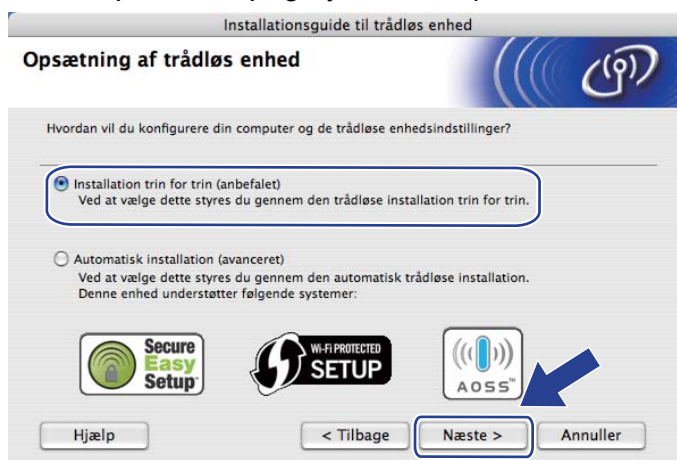 Installationsguide til trådløs enhed
Opsætning af trådløs enhed
Hvordan vil du konfigurere din computer og de trådløse enhedsindstillinger?
Installation trin for trin (anbefalet)
Ved at vælge dette styres du gennem den trådløse installation trin for trin.
Automatisk installation (avanceret)
Ved at vælge dette styres du gennem den automatisk trådløse installation.
Denne enhed understøtter følgende systemer:
Secure
Easy
Setup
WI-FI PROTECTED
SETUP
AOSS™
Hjælp
< Tilbage
Næste >
Annuller